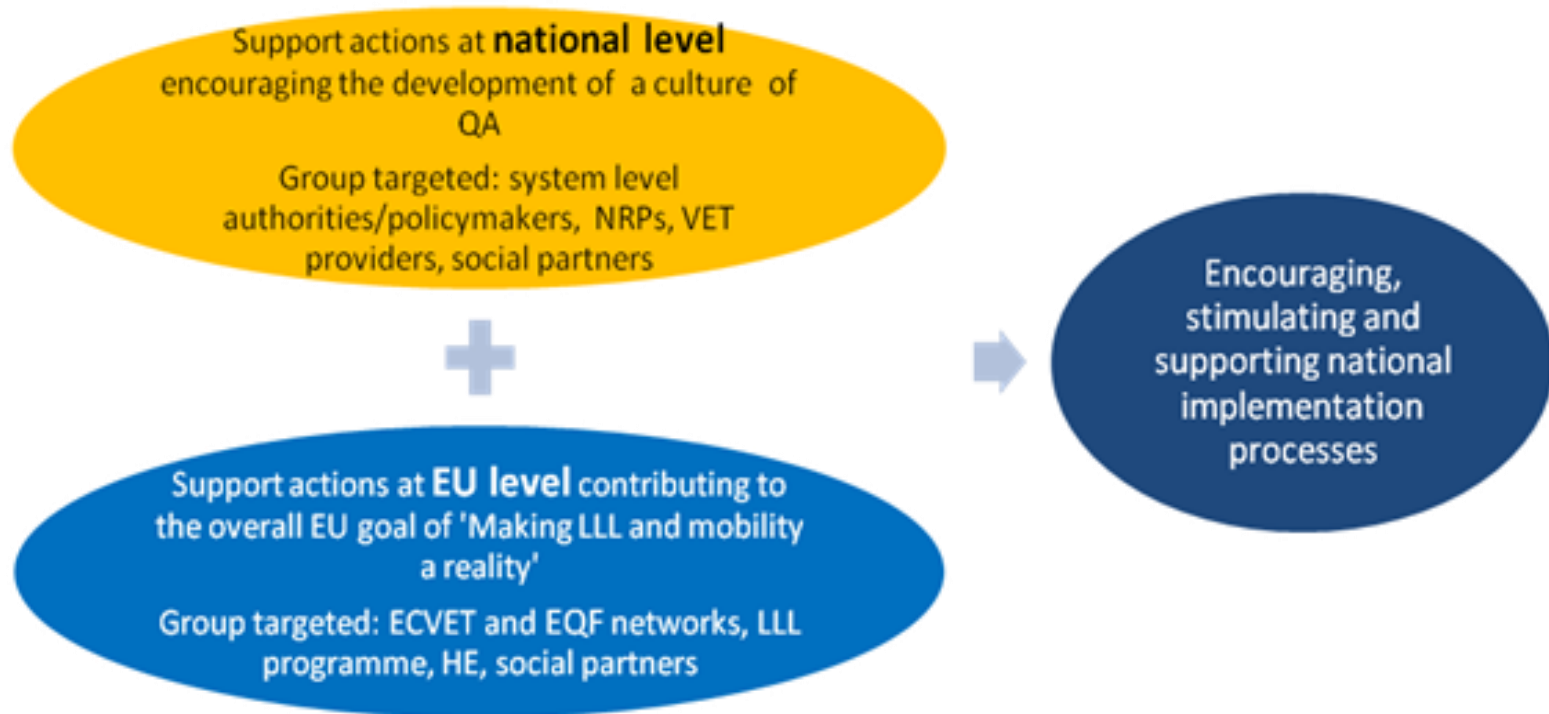 Support actions at national level
encouraging the development of a culture of
QA
Group targeted: system level
authorities/policymakers, NRPs, VET
providers, social partners
Support actions at EU level contributing to
the overall EU goal of 'Making LLL and mobility
a reality'
Group targeted: ECVET and EQF networks, LLL
programme, HE, social partners
Encouraging,
stimulating and
supporting national
implementation
processes